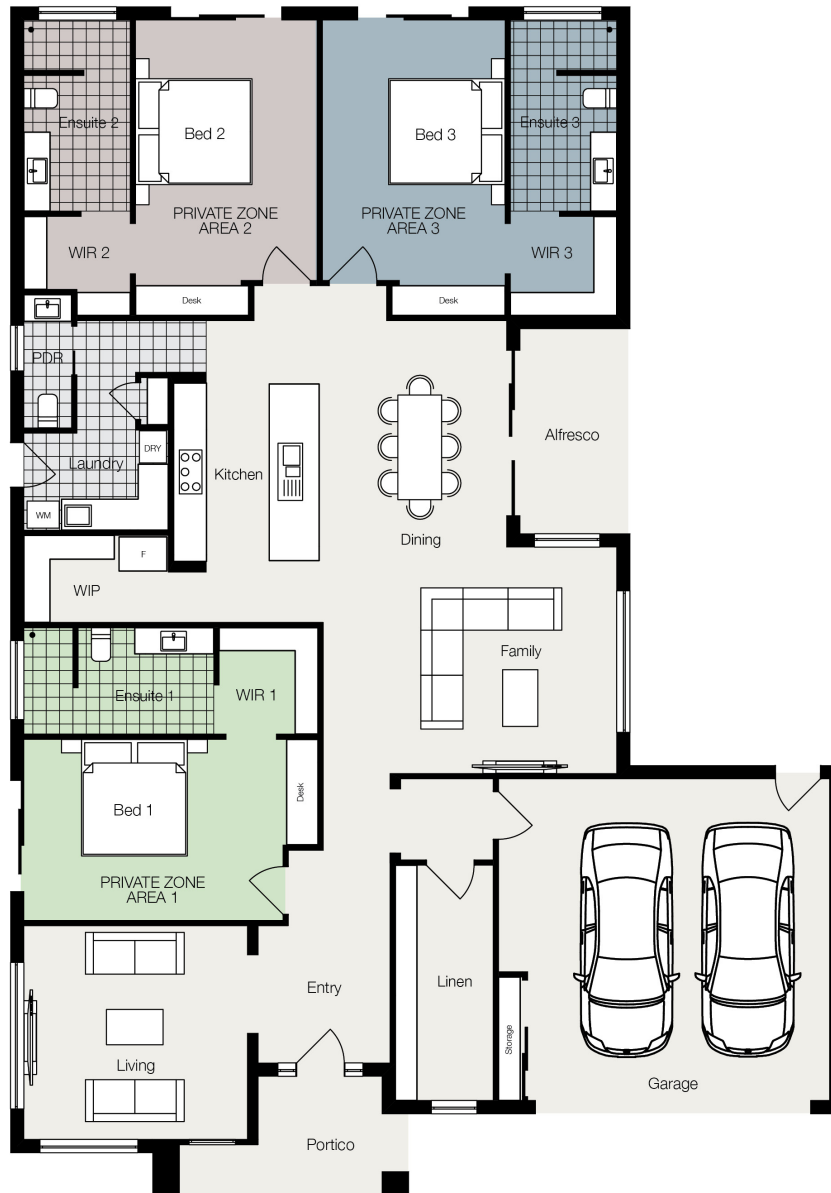 Ensuite 2
Bed 2
Bed 3
Ensuite 3
PRIVATE ZONE
AREA 2
PRIVATE ZONE
AREA 3
WIR 2
WIR 3
Desk
Desk
PDR
Laundry
DRY
WM
Kitchen
Alfresco
Dining
F
WIP
Ensuite 1
WIR 1
Family
Bed 1
Desk
PRIVATE ZONE
AREA 1
Entry
Linen
Living
Storage
Garage
Portico